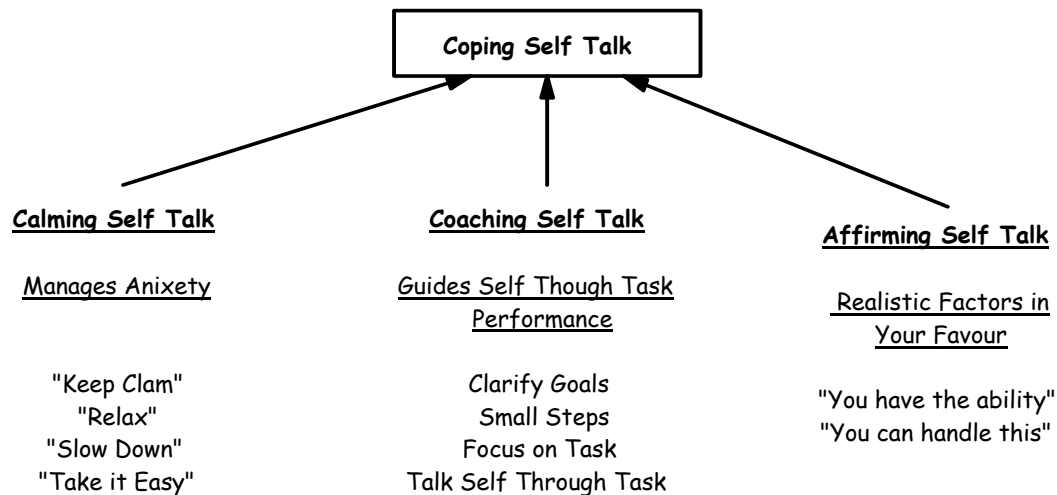 Coping Self Talk
Calming Self Talk
Manages Anixety
"Keep Clam"
"Relax"
"Slow Down"
"Take it Easy"
Coaching Self Talk
Guides Self Though Task
Performance
Clarify Goals
Small Steps
Focus on Task
Talk Self Through Task
Affirming Self Talk
Realistic Factors in
Your Favour
"You have the ability"
"You can handle this"